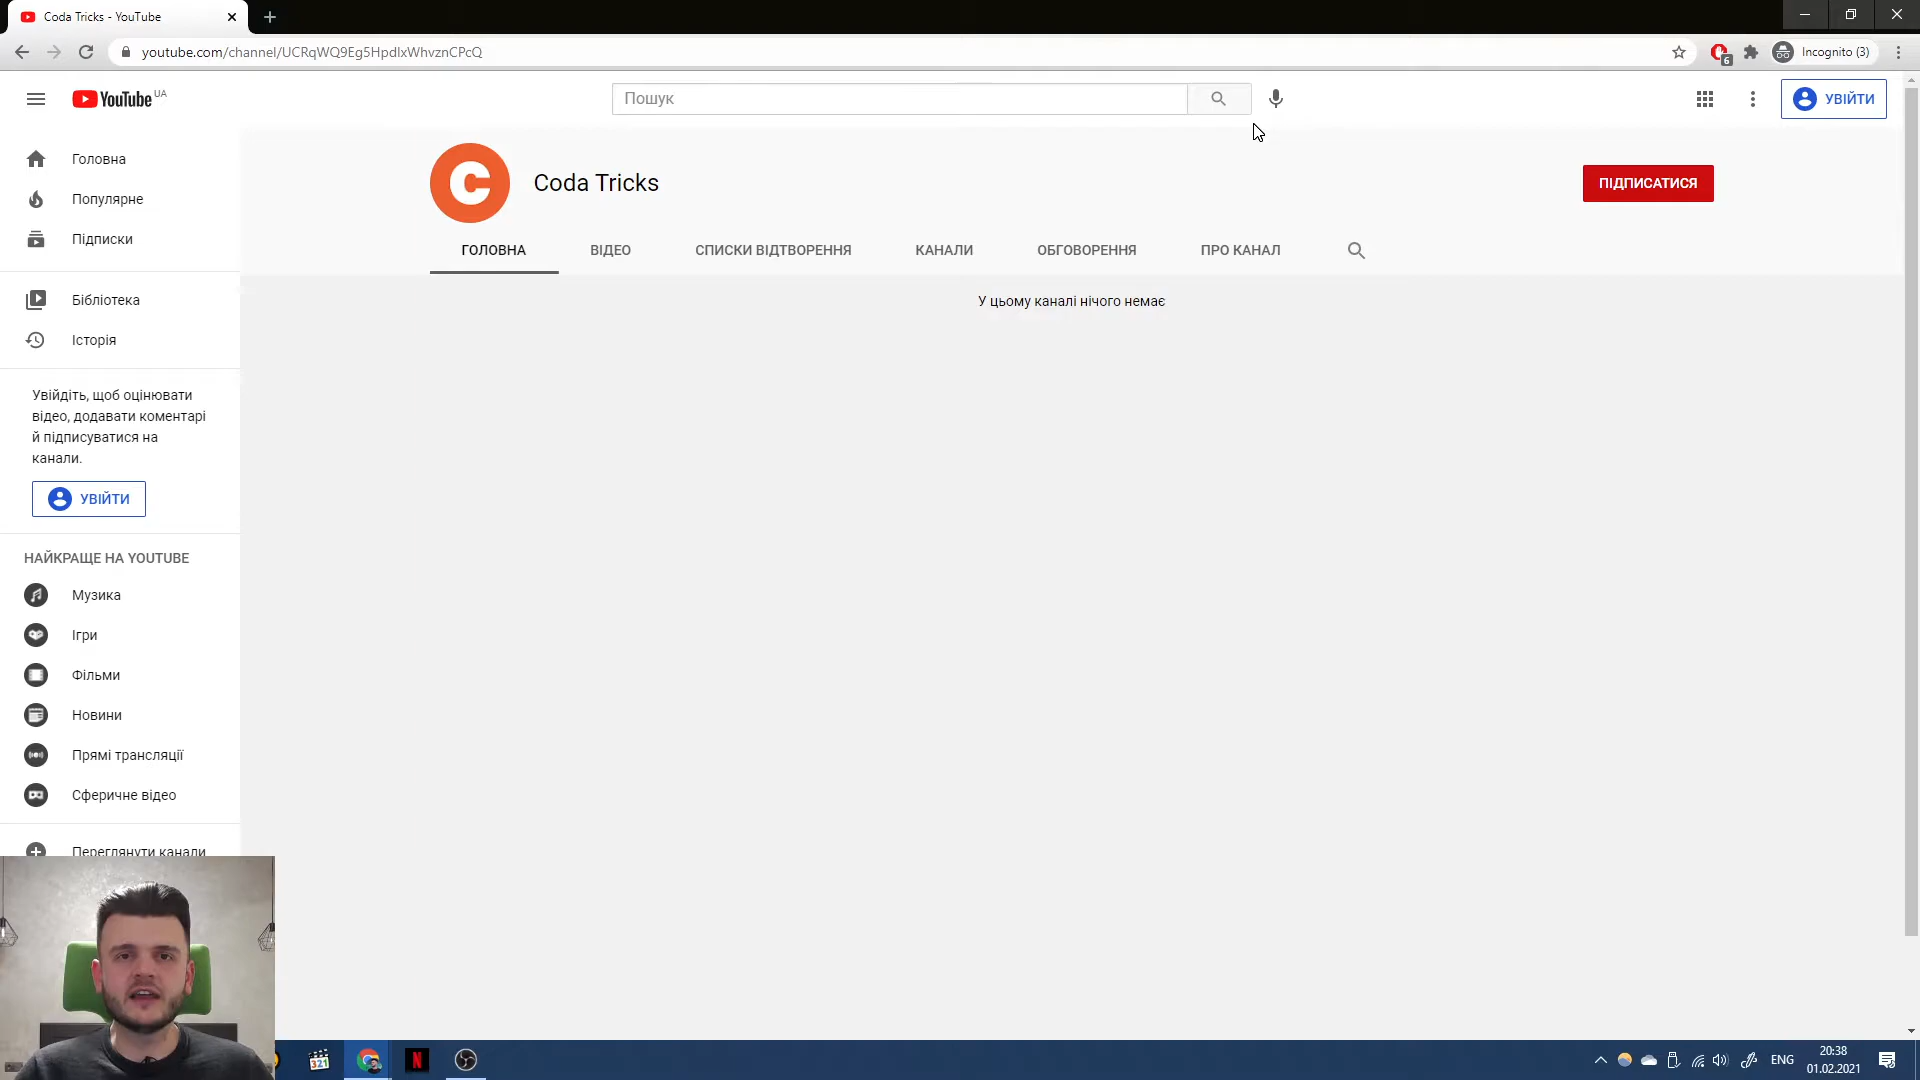 Coda Tricks - YouTube
youtube.com/channel/UCRqWQ9Eg5HpdlxWhvznCPcQ
6
Incognito (3)
YouTube UA
Пошук
УВІЙТИ
Головна
Популярне
Підписки
Бібліотека
Історія
Увійдіть, щоб оцінювати
відео, додавати коментарі
й підписуватися на
канали.
УВІЙТИ
НАЙКРАЩЕ НА YOUTUBE
Музика
Ігри
Фільми
Новини
Прямі трансляції
Сферичне відео
Переглянути канали
C
Coda Tricks
ПІДПИСАТИСЯ
ГОЛОВНА
ВІДЕО
СПИСКИ ВІДТВОРЕННЯ
КАНАЛИ
ОБГОВОРЕННЯ
ПРО КАНАЛ
У цьому каналі нічого немає
321
N
ENG
20:38
01.02.2021